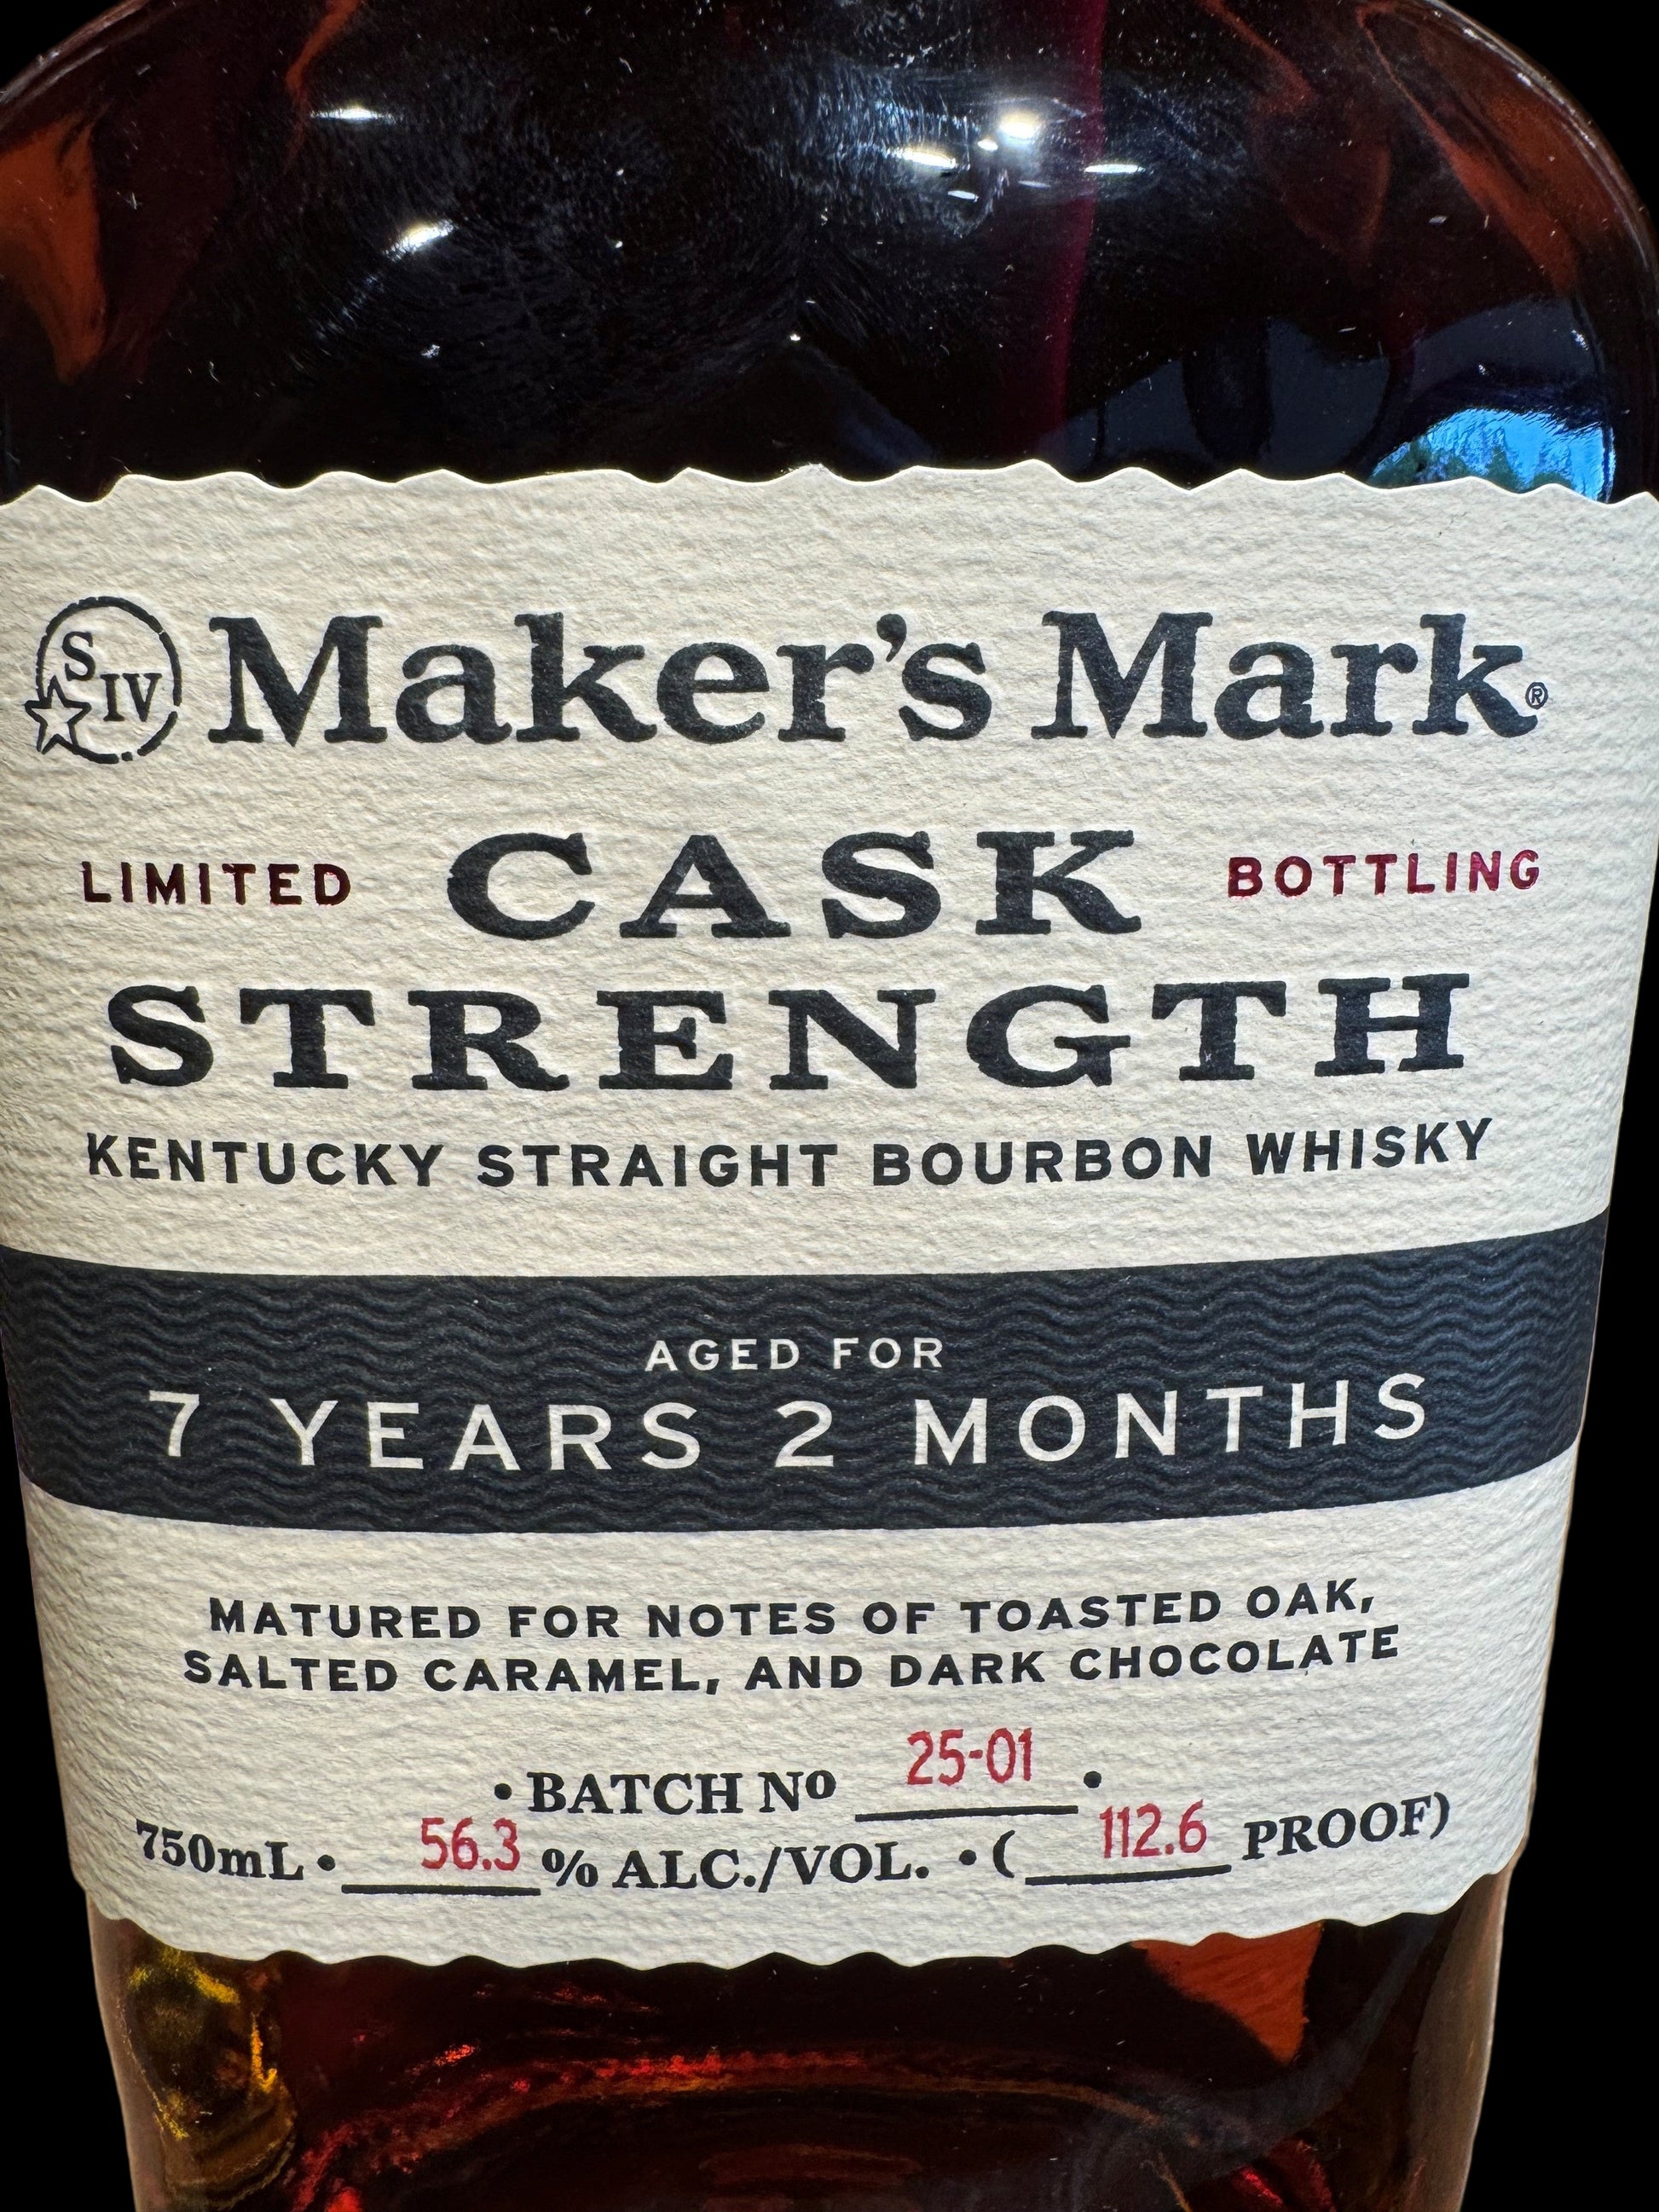 S IV Maker's Mark®
LIMITED CASK BOTTLING
STRENGTH
KENTUCKY STRAIGHT BOURBON WHISKY
AGED FOR
7 YEARS 2 MONTHS
MATURED FOR NOTES OF TOASTED OAK,
SALTED CARAMEL, AND DARK CHOCOLATE
• BATCH Nº 25-01 •
750mL • 56.3 % ALC./VOL. • ( 112.6 PROOF)